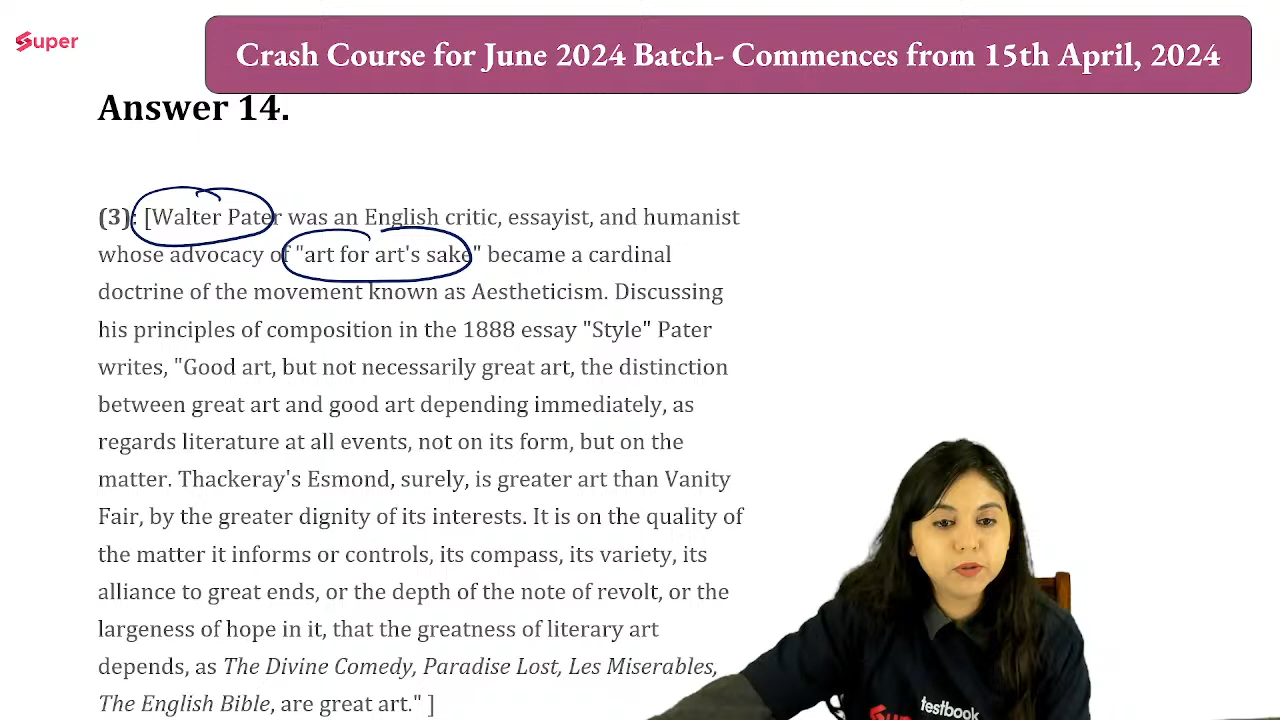 Super
Crash Course for June 2024 Batch- Commences from 15th April, 2024
Answer 14.
(3): [Walter Pater was an English critic, essayist, and humanist
whose advocacy of "art for art's sake" became a cardinal
doctrine of the movement known as Aestheticism. Discussing
his principles of composition in the 1888 essay "Style" Pater
writes, "Good art, but not necessarily great art, the distinction
between great art and good art depending immediately, as
regards literature at all events, not on its form, but on the
matter. Thackeray's Esmond, surely, is greater art than Vanity
Fair, by the greater dignity of its interests. It is on the quality of
the matter it informs or controls, its compass, its variety, its
alliance to great ends, or the depth of the note of revolt, or the
largeness of hope in it, that the greatness of literary art
depends, as The Divine Comedy, Paradise Lost, Les Miserables,
The English Bible, are great art." ]
testbook
Super